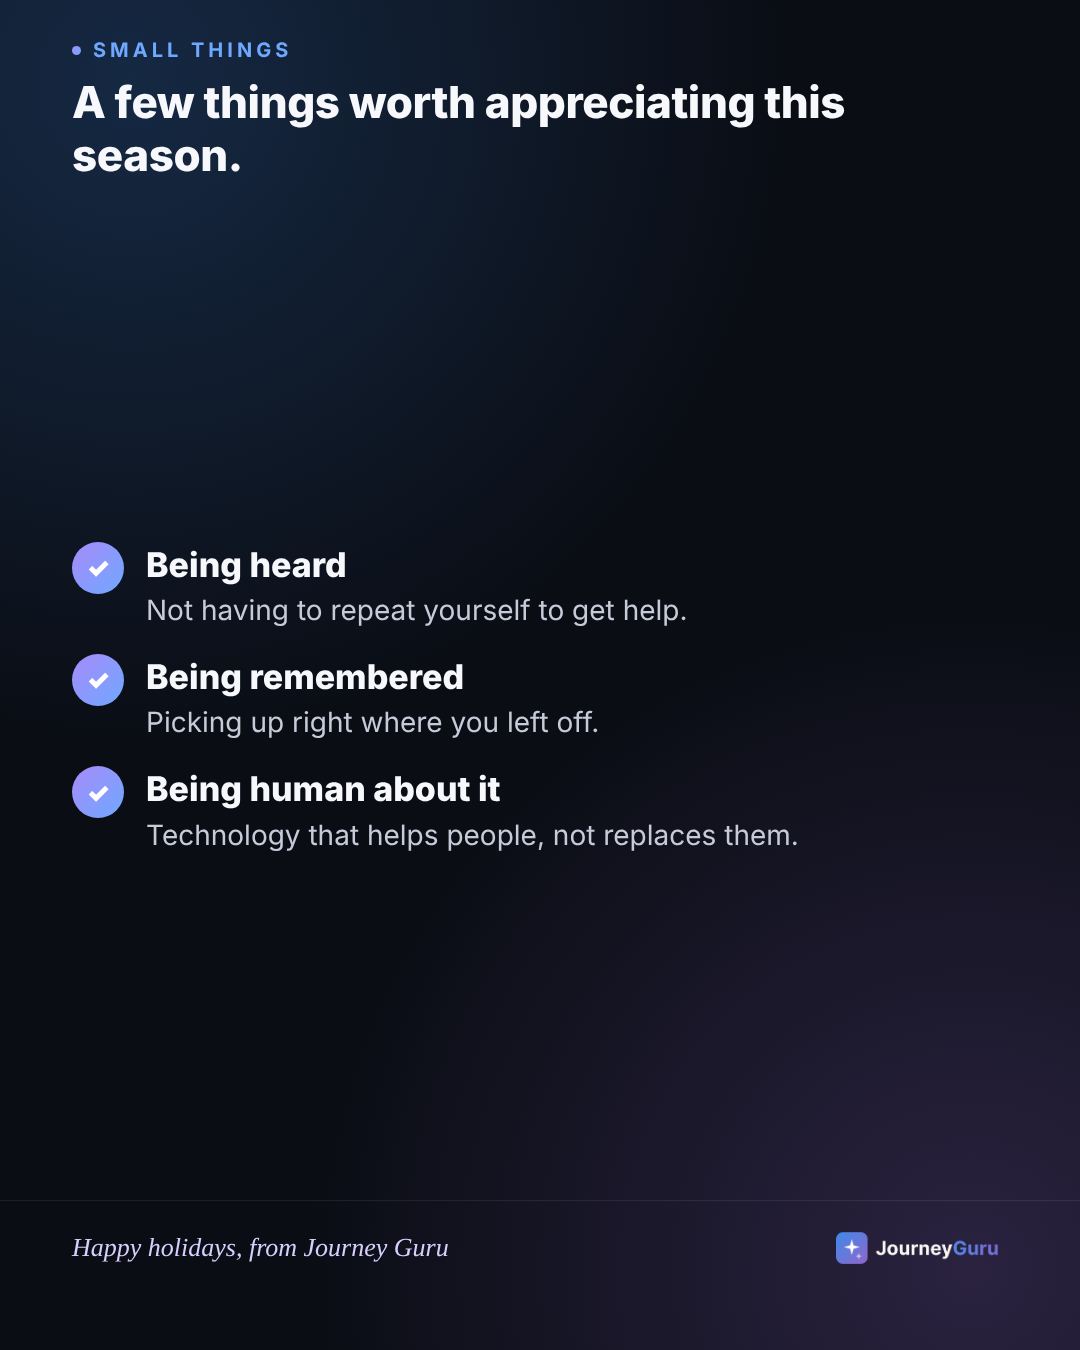 SMALL THINGS
A few things worth appreciating this
season.
Being heard
Not having to repeat yourself to get help.
Being remembered
Picking up right where you left off.
Being human about it
Technology that helps people, not replaces them.
Happy holidays, from Journey Guru
JourneyGuru